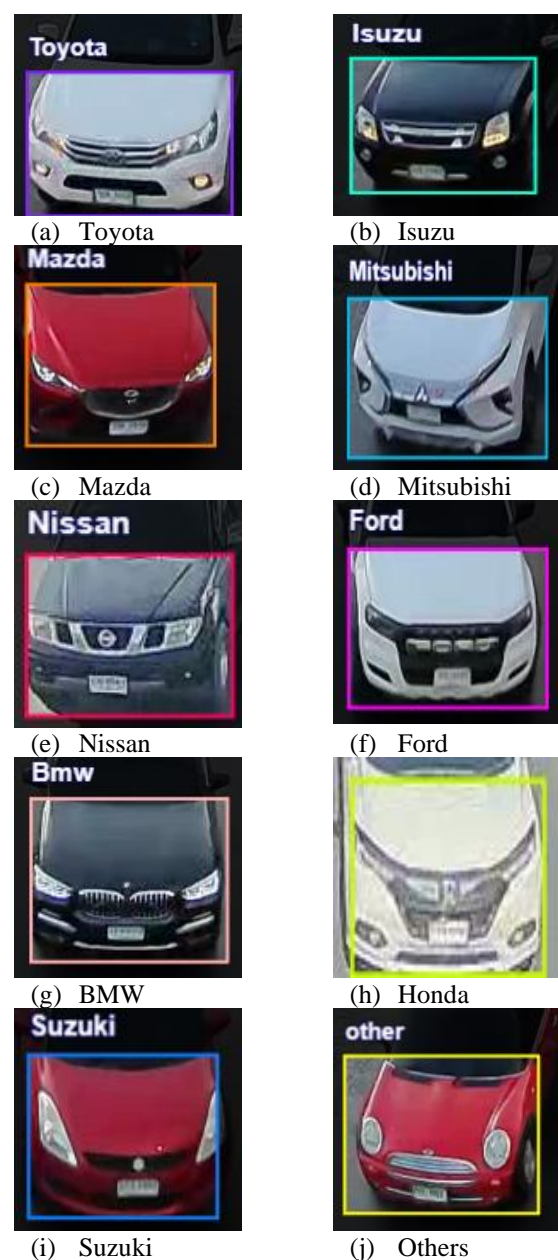 Toyota
Isuzu
(a) Toyota
(b) Isuzu
Mazda
Mitsubishi
(c) Mazda
(d) Mitsubishi
Nissan
Ford
(e) Nissan
(f) Ford
Bmw
(g) BMW
(h) Honda
Suzuki
other
(i) Suzuki
(j) Others